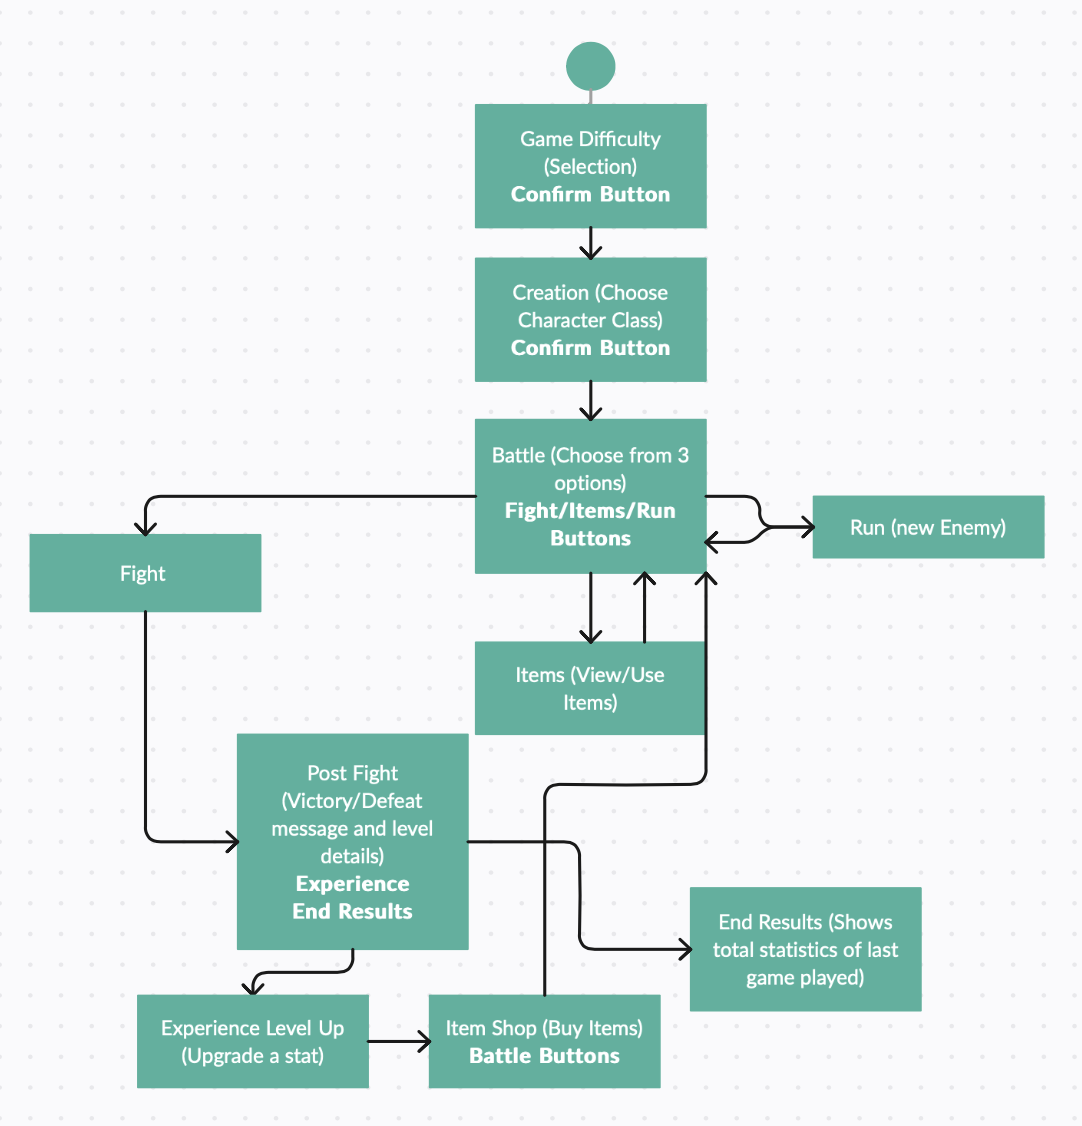 Game Difficulty
(Selection)
Confirm Button
Creation (Choose
Character Class)
Confirm Button
Battle (Choose from 3
options)
Fight/Items/Run
Buttons
Run (new Enemy)
Fight
Items (View/Use
Items)
Post Fight
(Victory/Defeat
message and level
details)
Experience
End Results
End Results (Shows
total statistics of last
game played)
Experience Level Up
(Upgrade a stat)
Item Shop (Buy Items)
Battle Buttons